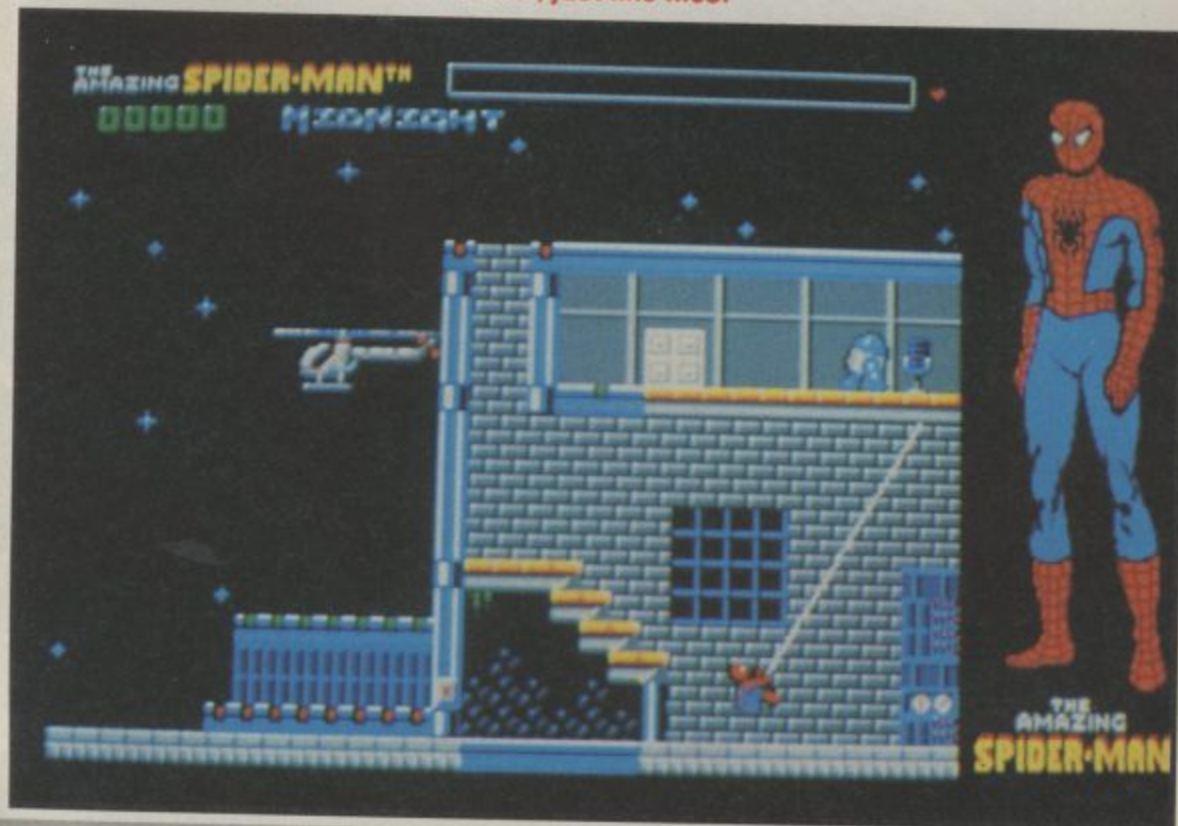 THE
AMAZING SPIDER·MAN™
00000 MIDNIGHT
THE
AMAZING
SPIDER·MAN